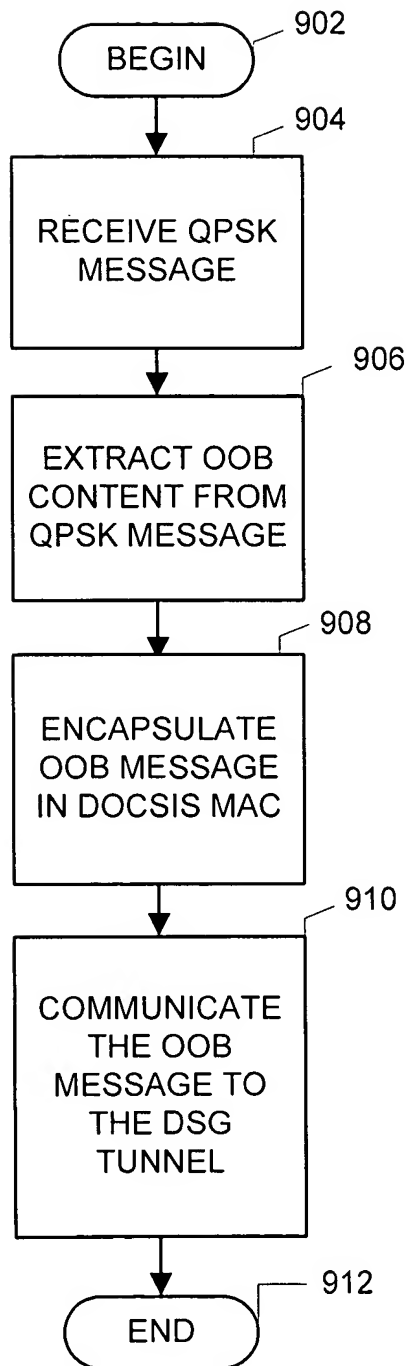 902
BEGIN
904
RECEIVE QPSK
MESSAGE
906
EXTRACT OOB
CONTENT FROM
QPSK MESSAGE
908
ENCAPSULATE
OOB MESSAGE
IN DOCSIS MAC
910
COMMUNICATE
THE OOB
MESSAGE TO
THE DSG
TUNNEL
912
END